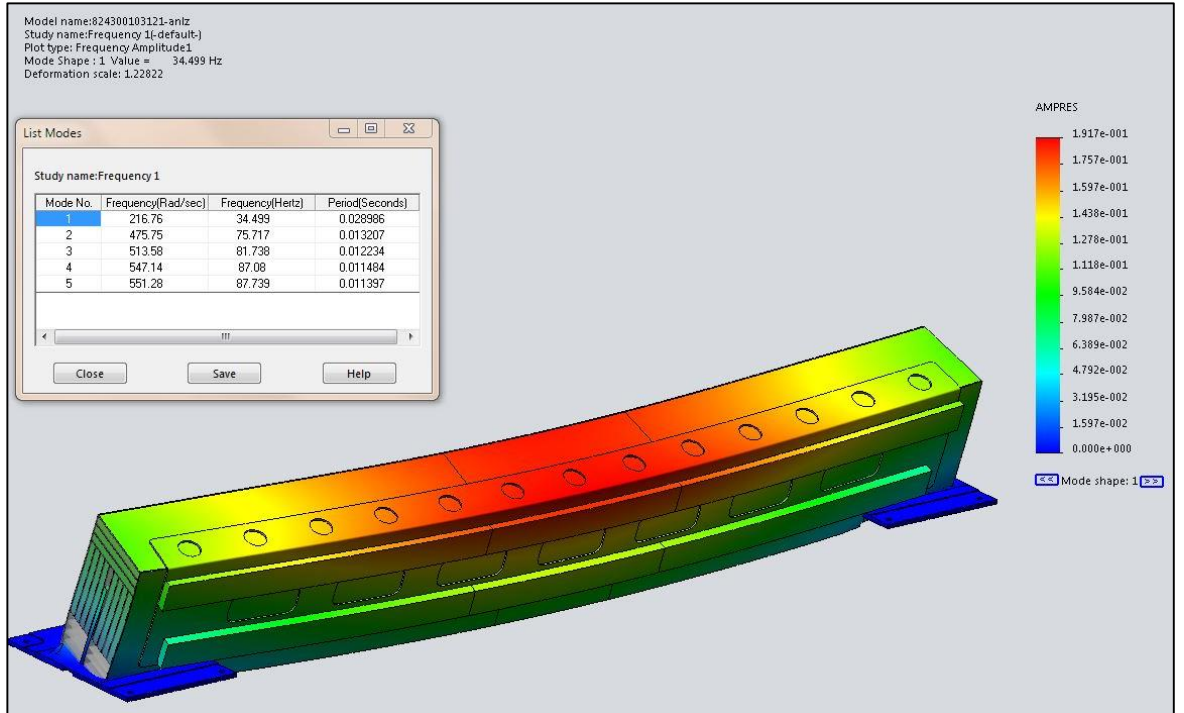 Model name:824300103121-anlz
Study name:Frequency 1(-default-)
Plot type: Frequency Amplitude1
Mode Shape : 1 Value = 34.499 Hz
Deformation scale: 1.22822
List Modes
Study name:Frequency 1
Mode No. Frequency(Rad/sec) Frequency(Hertz) Period(Seconds)
1 216.76 34.499 0.028986
2 475.75 75.717 0.013207
3 513.58 81.738 0.012234
4 547.14 87.08 0.011484
5 551.28 87.739 0.011397
Close Save Help
AMPRES
1.917e-001
1.757e-001
1.597e-001
1.438e-001
1.278e-001
1.118e-001
9.584e-002
7.987e-002
6.389e-002
4.792e-002
3.195e-002
1.597e-002
0.000e+000
<< Mode shape: 1 >>